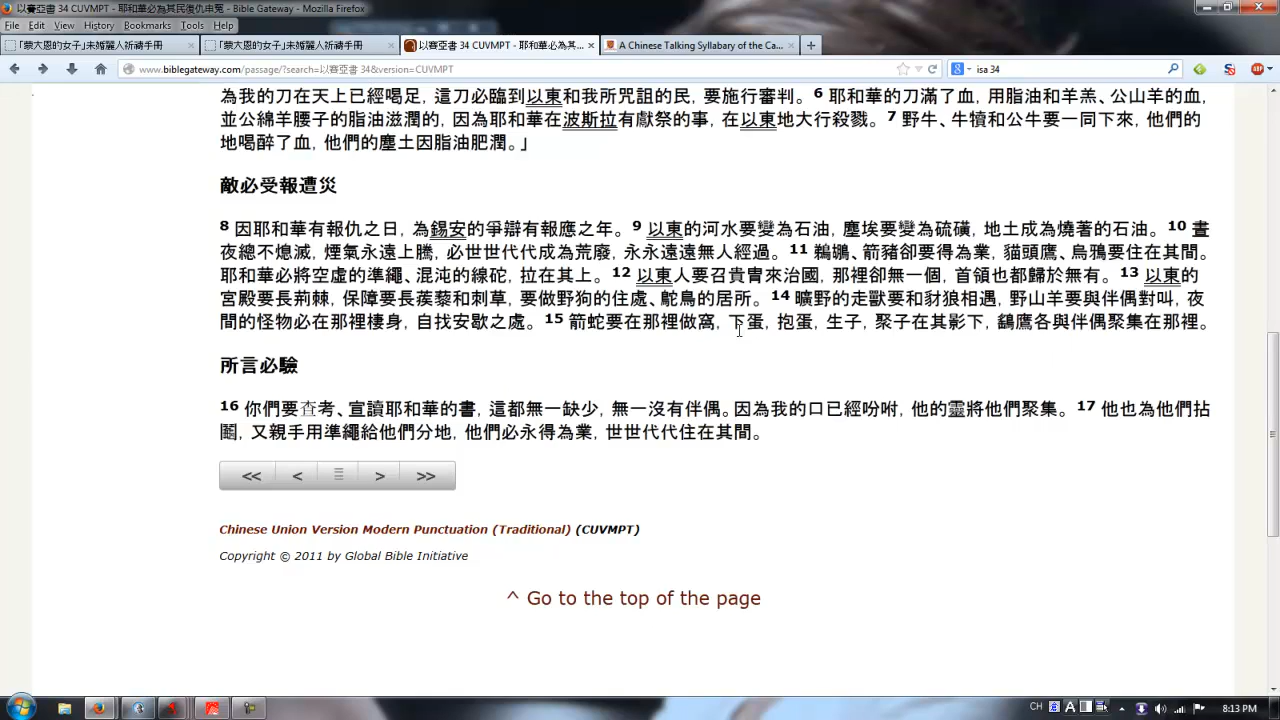 以賽亞書 34 CUVMPT - 耶和華必為其民復仇申冤 - Bible Gateway - Mozilla Firefox
File Edit View History Bookmarks Tools Help
「蒙大恩的女子」未婚麗人祈禱手冊 × 「蒙大恩的女子」未婚麗人祈禱手冊 × 以賽亞書 34 CUVMPT - 耶和華必為其... × A Chinese Talking Syllabary of the Ca... × +
www.biblegateway.com/passage/?search=以賽亞書 34&version=CUVMPT isa 34
為我的刀在天上已經喝足，這刀必臨到以東和我所咒詛的民，要施行審判。 6 耶和華的刀滿了血，用脂油和羊羔、公山羊的血，
並公綿羊腰子的脂油滋潤的，因為耶和華在波斯拉有獻祭的事，在以東地大行殺戮。 7 野牛、牛犢和公牛要一同下來，他們的
地喝醉了血，他們的塵土因脂油肥潤。」
敵必受報遭災
8 因耶和華有報仇之日，為錫安的爭辯有報應之年。 9 以東的河水要變為石油，塵埃要變為硫磺，地土成為燒著的石油。 10 晝
夜總不熄滅，煙氣永遠上騰，必世世代代成為荒廢，永永遠遠無人經過。 11 鵜鶘、箭豬卻要得為業，貓頭鷹、烏鴉要住在其間。
耶和華必將空虛的準繩、混沌的線砣，拉在其上。 12 以東人要召貴冑來治國，那裡卻無一個，首領也都歸於無有。 13 以東的
宮殿要長荊棘，保障要長蒺藜和刺草，要做野狗的住處、鴕鳥的居所。 14 曠野的走獸要和豺狼相遇，野山羊要與伴偶對叫，夜
間的怪物必在那裡棲身，自找安歇之處。 15 箭蛇要在那裡做窩，下蛋，抱蛋，生子，聚子在其影下，鷂鷹各與伴偶聚集在那裡。
所言必驗
16 你們要查考、宣讀耶和華的書，這都無一缺少，無一沒有伴偶。因為我的口已經吩咐，他的靈將他們聚集。 17 他也為他們拈
鬮，又親手用準繩給他們分地，他們必永得為業，世世代代住在其間。
<< < > >>
Chinese Union Version Modern Punctuation (Traditional) (CUVMPT)
Copyright © 2011 by Global Bible Initiative
^ Go to the top of the page
CH 8:13 PM